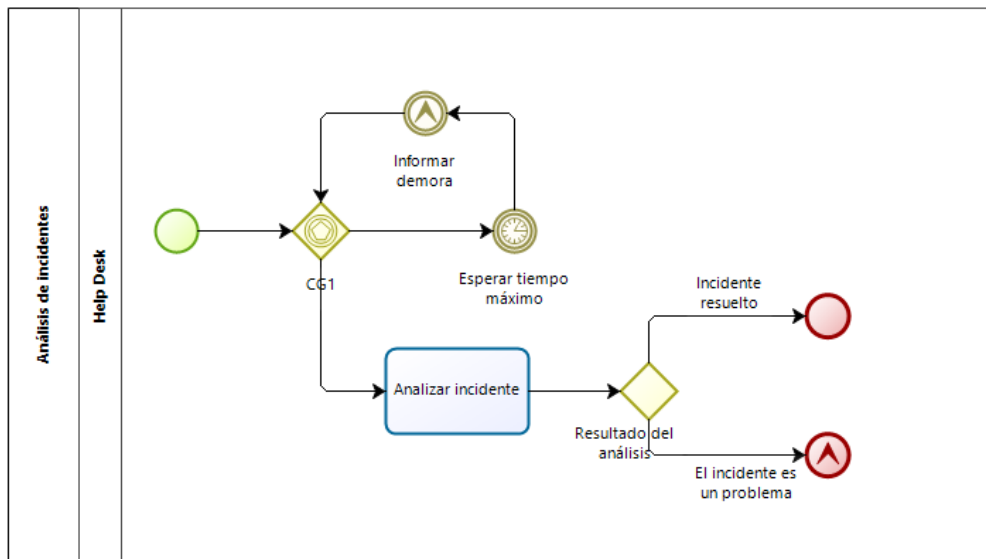 Análisis de incidentes
Help Desk
Informar
demora
CG1
Esperar tiempo
máximo
Analizar incidente
Resultado del
análisis
Incidente
resuelto
El incidente es
un problema